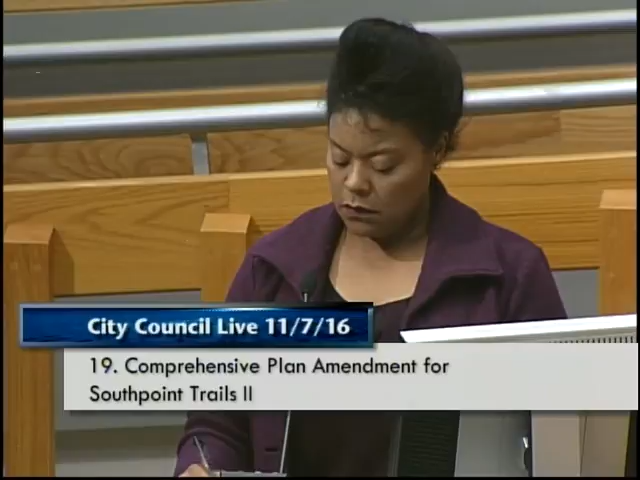 City Council Live 11/7/16
19. Comprehensive Plan Amendment for
Southpoint Trails II